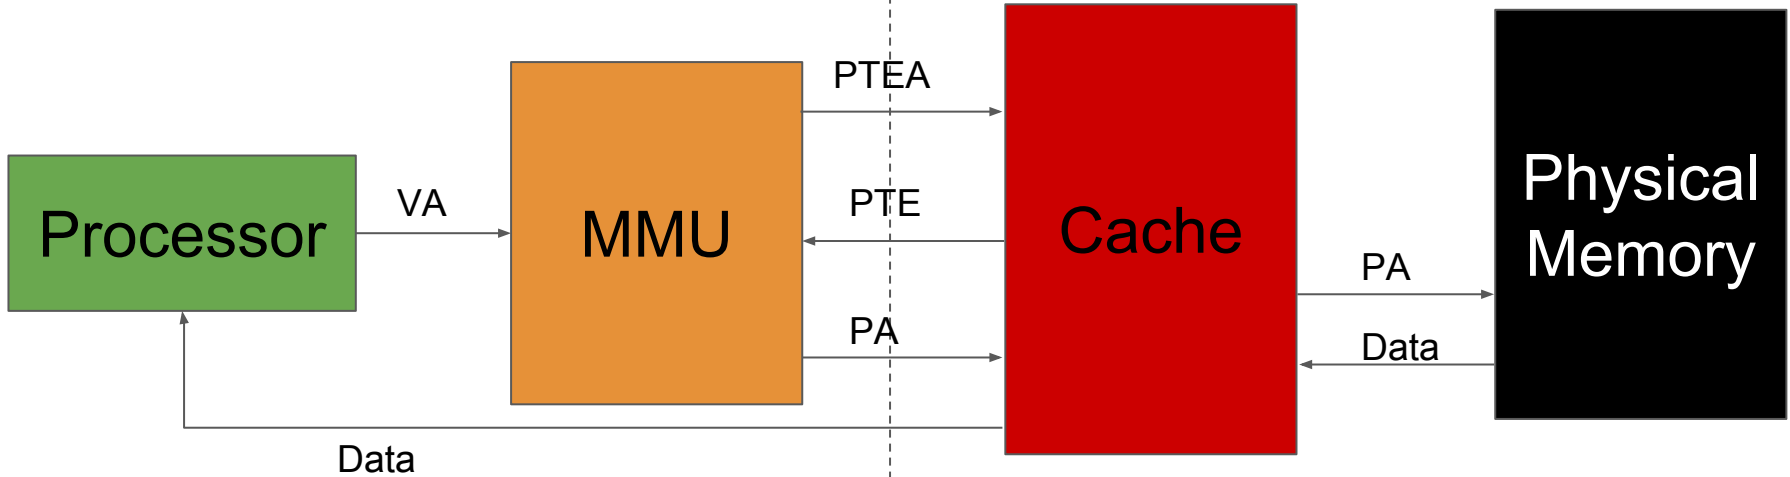 PTEA
VA
PTE
Processor
MMU
Cache
Physical
Memory
PA
PA
Data
Data